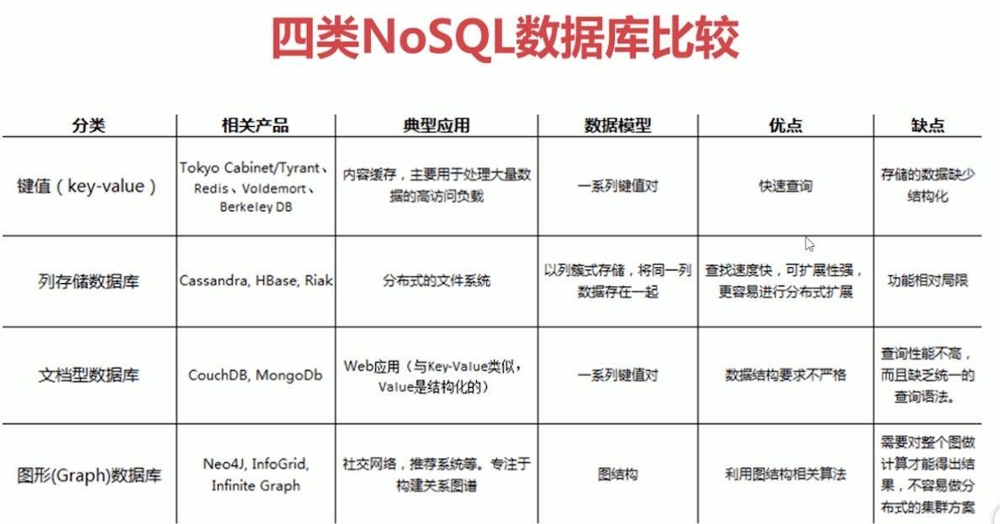 四类NoSQL数据库比较
分类 相关产品 典型应用 数据模型 优点 缺点
键值（key-value）
Tokyo Cabinet/Tyrant、
Redis、Voldemort、
Berkeley DB
内容缓存，主要用于处理大量数
据的高访问负载
一系列键值对
快速查询
存储的数据缺少
结构化
列存储数据库
Cassandra, HBase, Riak
分布式的文件系统
以列簇式存储，将同一列
数据存在一起
查找速度快，可扩展性强，
更容易进行分布式扩展
功能相对局限
文档型数据库
CouchDB, MongoDb
Web应用（与Key-Value类似，
Value是结构化的）
一系列键值对
数据结构要求不严格
查询性能不高，
而且缺乏统一的
查询语法。
图形(Graph)数据库
Neo4J, InfoGrid,
Infinite Graph
社交网络，推荐系统等。专注于
构建关系图谱
图结构
利用图结构相关算法
需要对整个图做
计算才能得出结
果，不容易做分
布式的集群方案